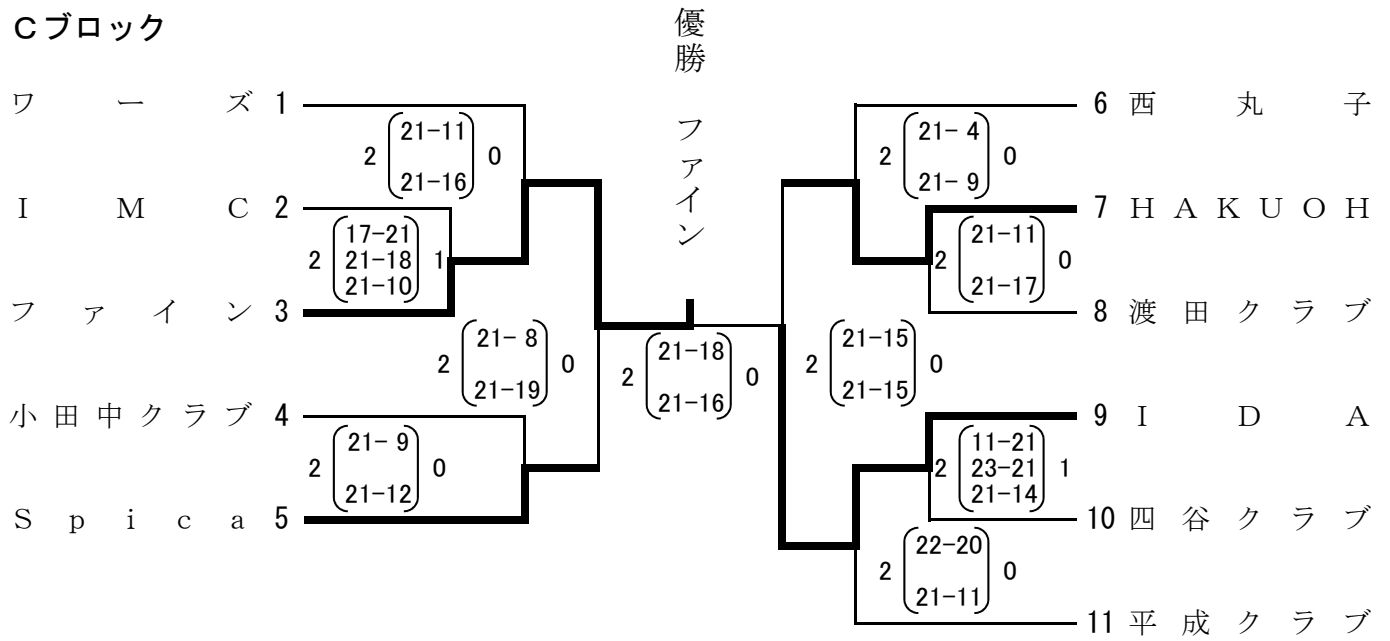 Cブロック
優勝 ファイン
ワーズ 1
2 21-11 0
21-16
IMC 2
2 17-21 1
21-18
21-10
ファイン 3
2 21- 8 0
21-19
小田中クラブ 4
2 21- 9 0
21-12
Spica 5
2 21-18 0
21-16
6 西丸子
2 21- 4 0
21- 9
7 HAKUOH
2 21-11 0
21-17
8 渡田クラブ
2 21-15 0
21-15
9 IDA
2 11-21 1
23-21
21-14
10 四谷クラブ
2 22-20 0
21-11
11 平成クラブ